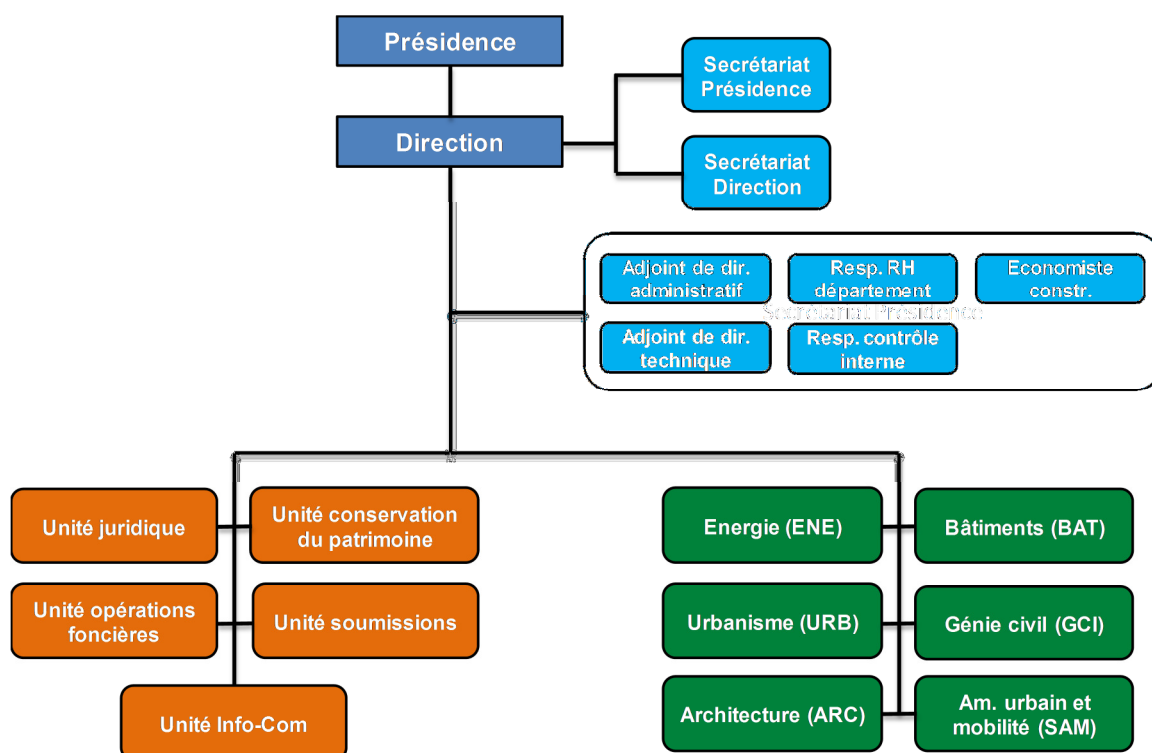 Présidence
Secrétariat
Présidence
Direction
Secrétariat
Direction
Adjoint de dir.
administratif
Resp. RH
département
Economiste
constr.
Secrétariat Présidence
Adjoint de dir.
technique
Resp. contrôle
interne
Unité juridique
Unité conservation
du patrimoine
Energie (ENE)
Bâtiments (BAT)
Unité opérations
foncières
Unité soumissions
Urbanisme (URB)
Génie civil (GCI)
Unité Info-Com
Architecture (ARC)
Am. urbain et
mobilité (SAM)